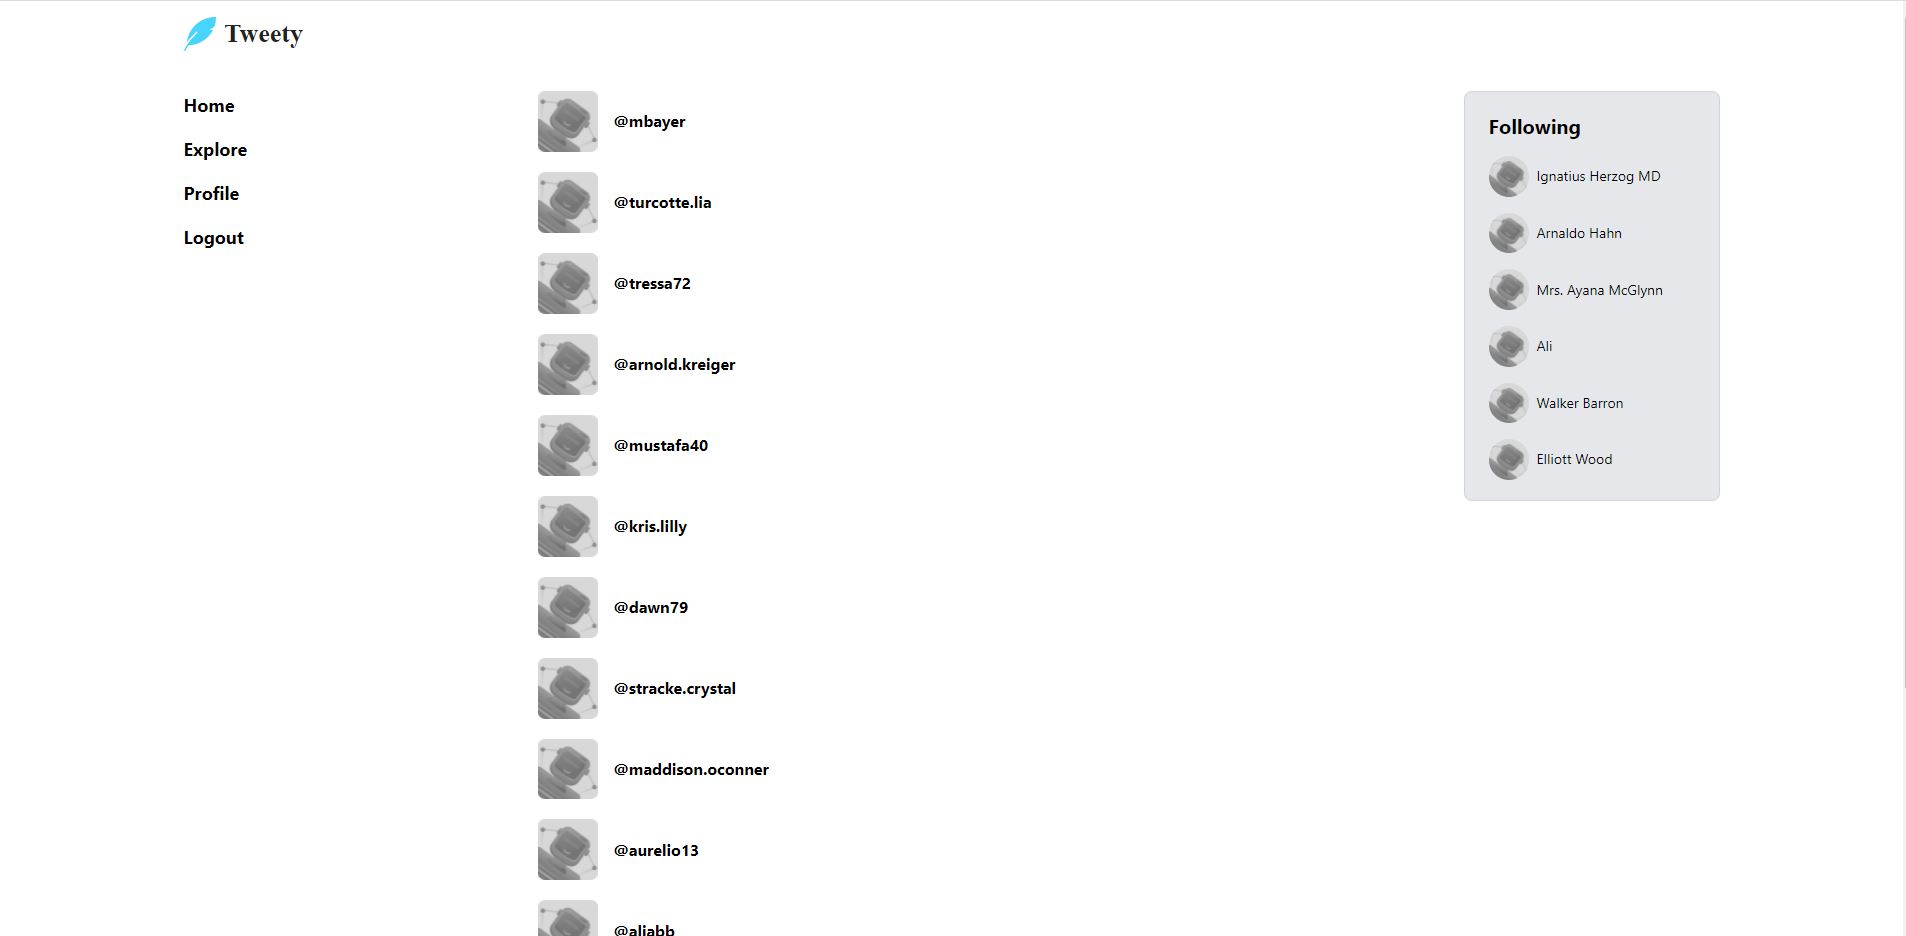 Tweety
Home
Explore
Profile
Logout
@mbayer
@turcotte.lia
@tressa72
@arnold.kreiger
@mustafa40
@kris.lilly
@dawn79
@stracke.crystal
@maddison.oconner
@aurelio13
@aliabb
Following
Ignatius Herzog MD
Arnaldo Hahn
Mrs. Ayana McGlynn
Ali
Walker Barron
Elliott Wood